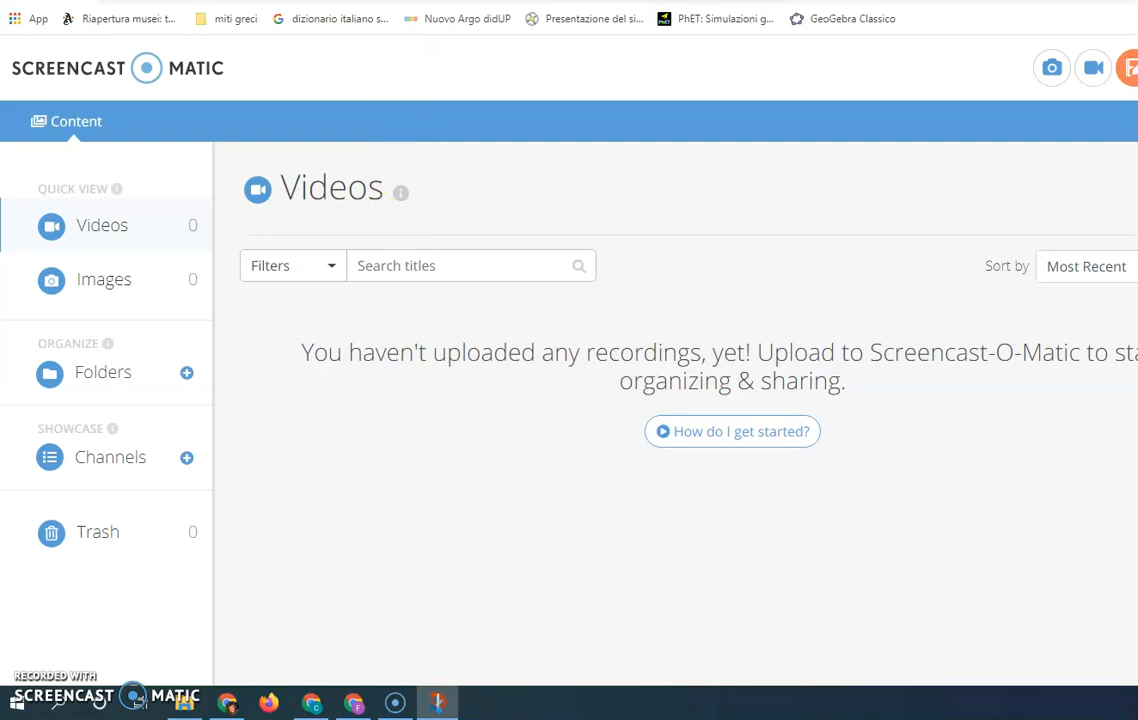 App Riapertura musei: t... miti greci dizionario italiano s... Nuovo Argo didUP Presentazione del si... PhET: Simulazioni g... GeoGebra Classico
SCREENCAST MATIC
Content
QUICK VIEW
Videos 0
Images 0
ORGANIZE
Folders
SHOWCASE
Channels
Trash 0
Videos
Filters Search titles
Sort by Most Recent
You haven't uploaded any recordings, yet! Upload to Screencast-O-Matic to sta
organizing & sharing.
How do I get started?
RECORDED WITH
SCREENCAST MATIC